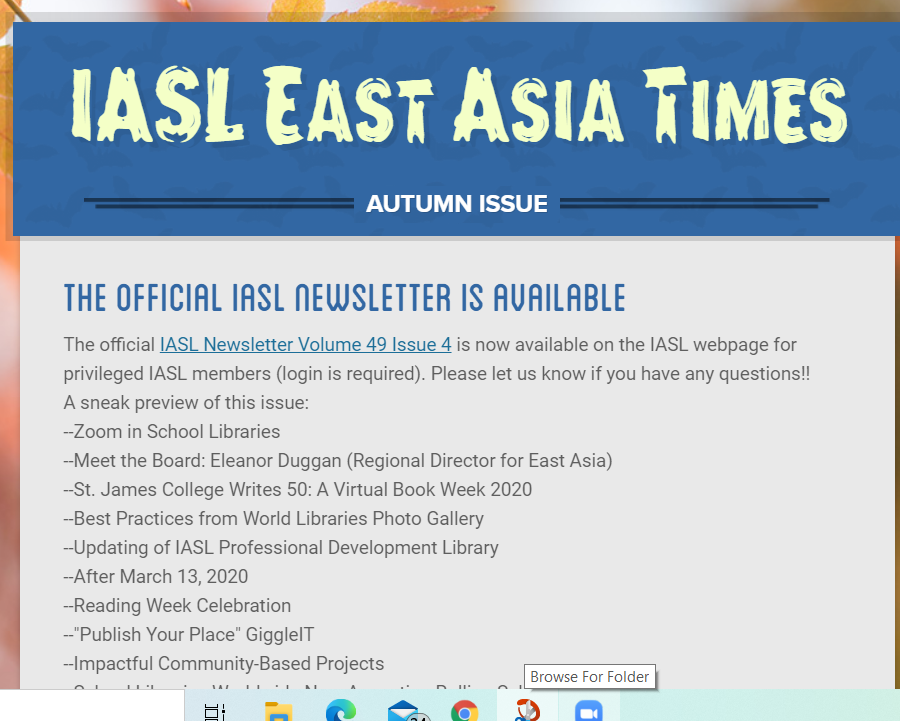 IASL EAST ASIA TIMES
AUTUMN ISSUE
THE OFFICIAL IASL NEWSLETTER IS AVAILABLE
The official IASL Newsletter Volume 49 Issue 4 is now available on the IASL webpage for
privileged IASL members (login is required). Please let us know if you have any questions!!
A sneak preview of this issue:
--Zoom in School Libraries
--Meet the Board: Eleanor Duggan (Regional Director for East Asia)
--St. James College Writes 50: A Virtual Book Week 2020
--Best Practices from World Libraries Photo Gallery
--Updating of IASL Professional Development Library
--After March 13, 2020
--Reading Week Celebration
--"Publish Your Place" GiggleIT
--Impactful Community-Based Projects
Browse For Folder